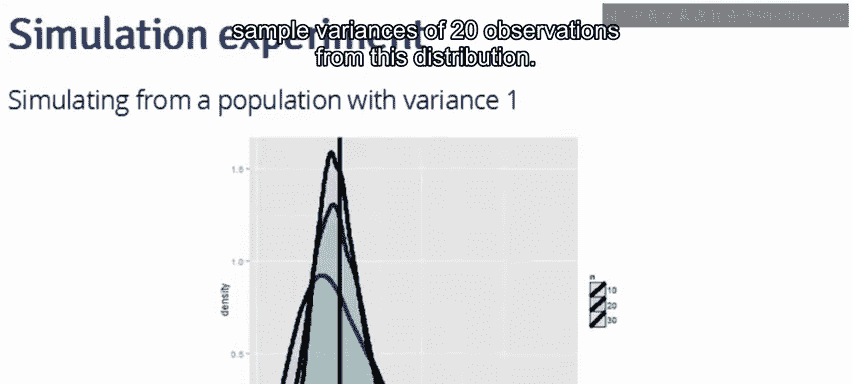 Simulation experiment
sample variances of 20 observations
from this distribution.
Simulating from a population with variance 1
1.5
1.0
density
0.5
n
10
20
30